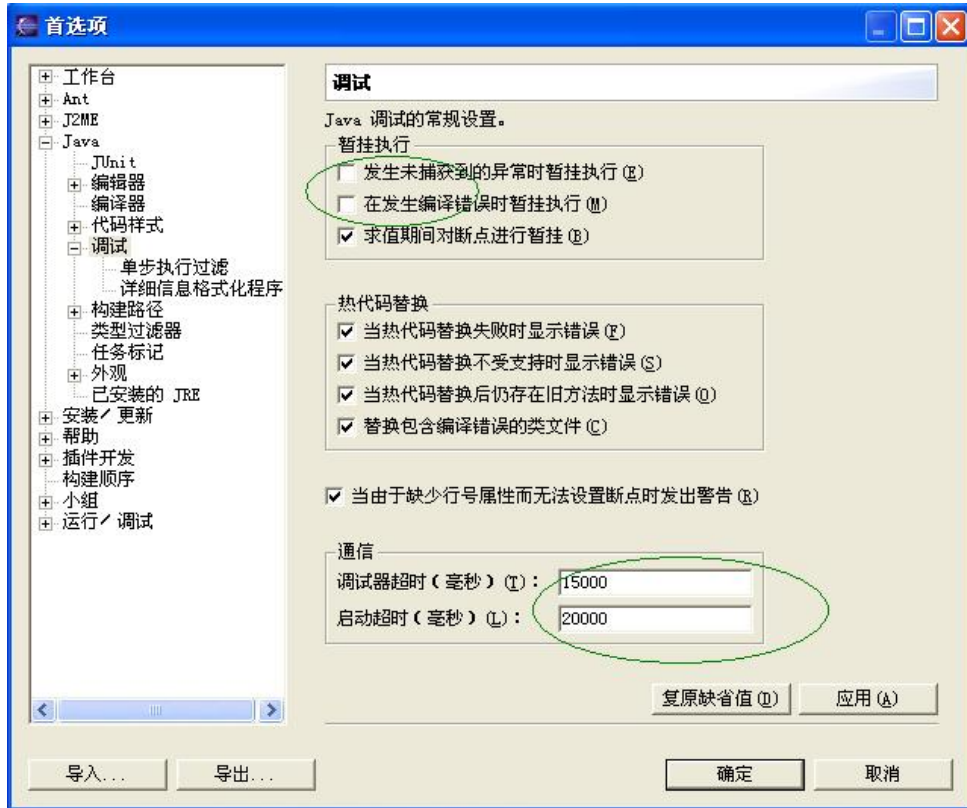 首选项
工作台
Ant
J2ME
Java
JUnit
编辑器
编译器
代码样式
调试
单步执行过滤
详细信息格式化程序
构建路径
类型过滤器
任务标记
外观
已安装的 JRE
安装/更新
帮助
插件开发
构建顺序
小组
运行/调试
调试
Java 调试的常规设置。
暂挂执行
发生未捕获到的异常时暂挂执行(E)
在发生编译错误时暂挂执行(M)
求值期间对断点进行暂挂(B)
热代码替换
当热代码替换失败时显示错误(F)
当热代码替换不受支持时显示错误(S)
当热代码替换后仍存在旧方法时显示错误(O)
替换包含编译错误的类文件(C)
当由于缺少行号属性而无法设置断点时发出警告(R)
通信
调试器超时(毫秒)(T): 15000
启动超时(毫秒)(L): 20000
复原缺省值(D) 应用(A)
导入... 导出... 确定 取消